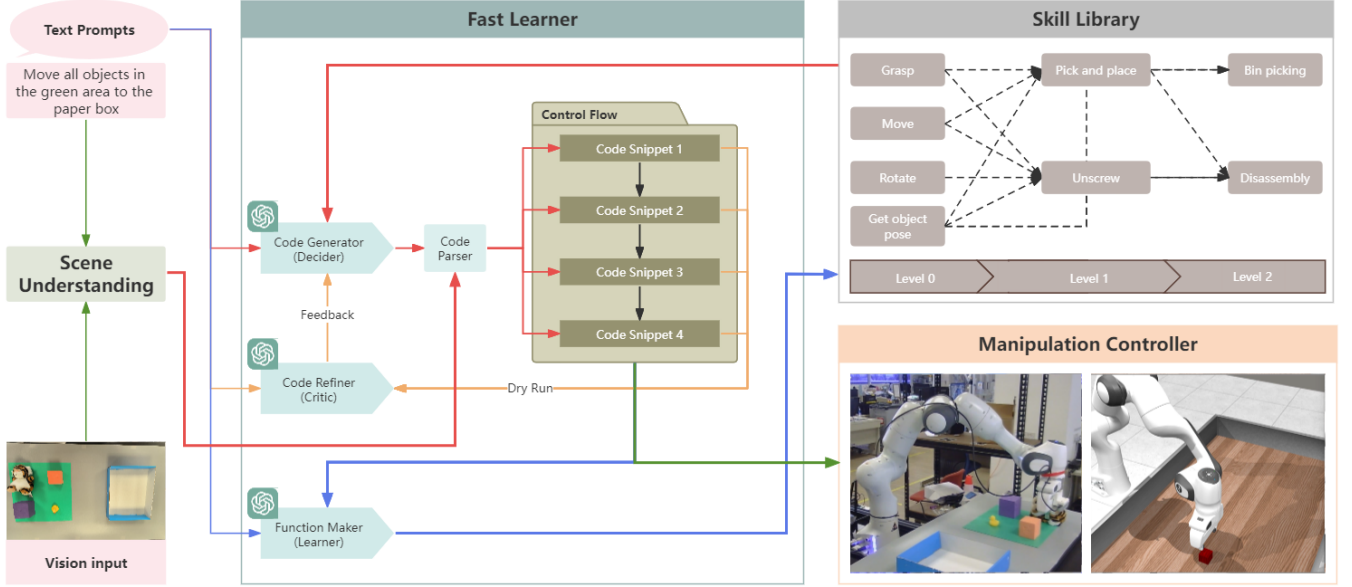 Text Prompts
Move all objects in
the green area to the
paper box
Scene
Understanding
Vision input
Fast Learner
Control Flow
Code Snippet 1
Code Snippet 2
Code Snippet 3
Code Snippet 4
Code Generator
(Decider)
Code
Parser
Feedback
Code Refiner
(Critic)
Dry Run
Function Maker
(Learner)
Skill Library
Grasp
Pick and place
Bin picking
Move
Rotate
Unscrew
Disassembly
Get object
pose
Level 0
Level 1
Level 2
Manipulation Controller